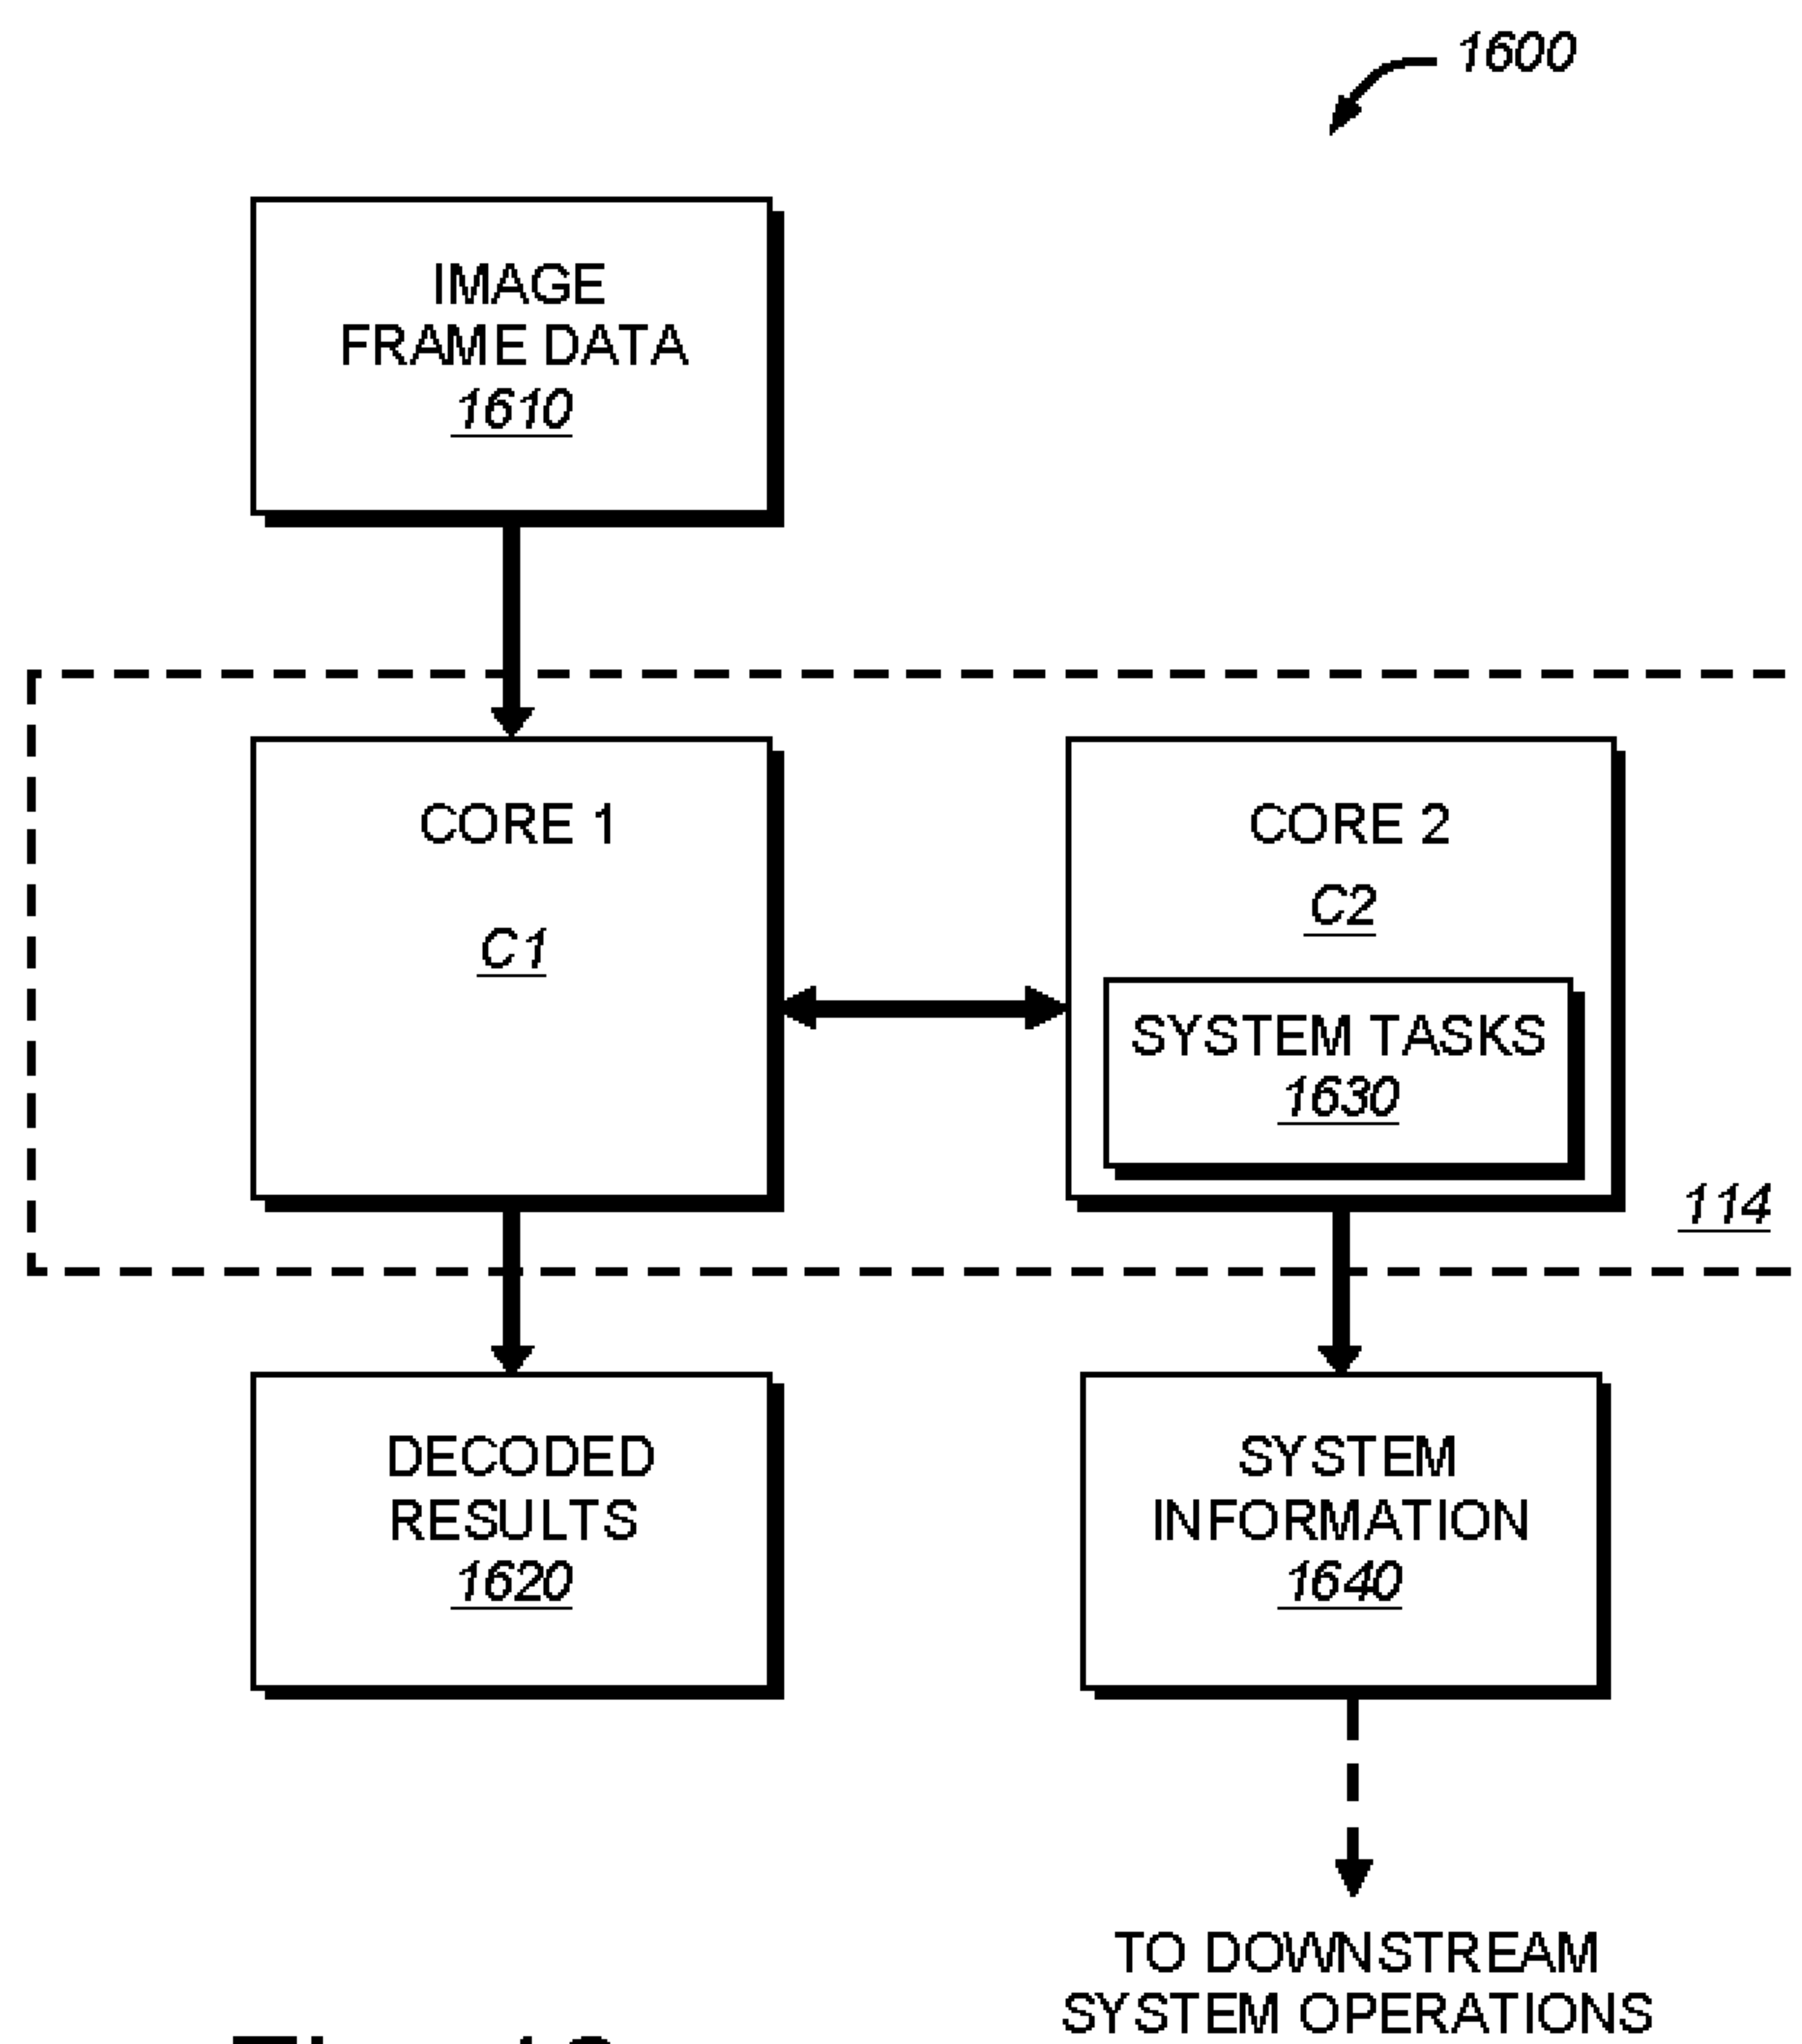 1600
IMAGE
FRAME DATA
1610
CORE 1
C1
CORE 2
C2
SYSTEM TASKS
1630
114
DECODED
RESULTS
1620
SYSTEM
INFORMATION
1640
TO DOWNSTREAM
SYSTEM OPERATIONS